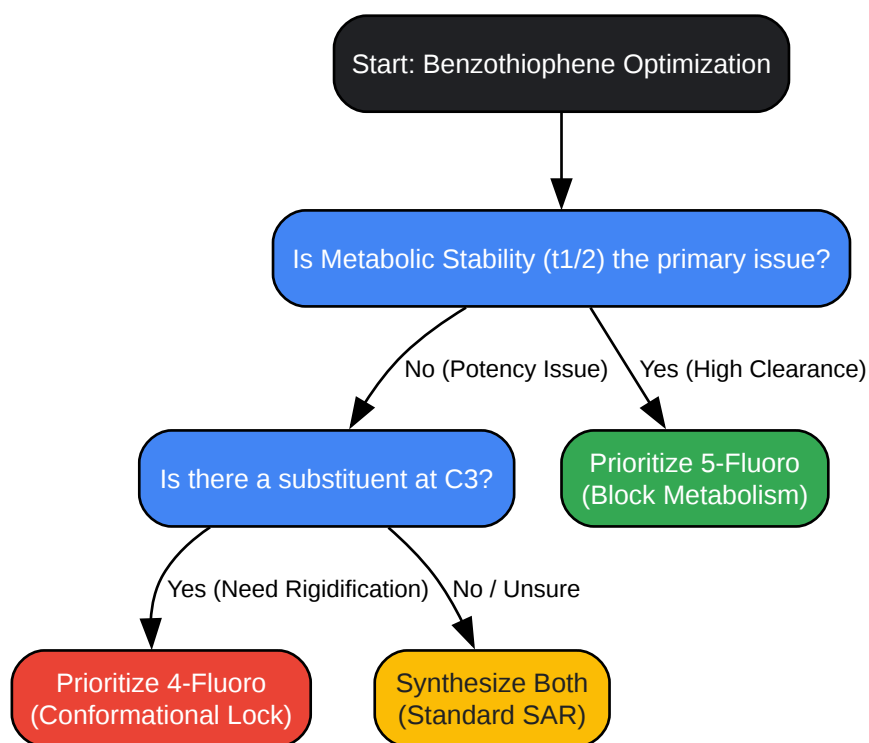 Start: Benzothiophene Optimization
Is Metabolic Stability (t1/2) the primary issue?
No (Potency Issue)
Yes (High Clearance)
Is there a substituent at C3?
Prioritize 5-Fluoro
(Block Metabolism)
Yes (Need Rigidification)
No / Unsure
Prioritize 4-Fluoro
(Conformational Lock)
Synthesize Both
(Standard SAR)